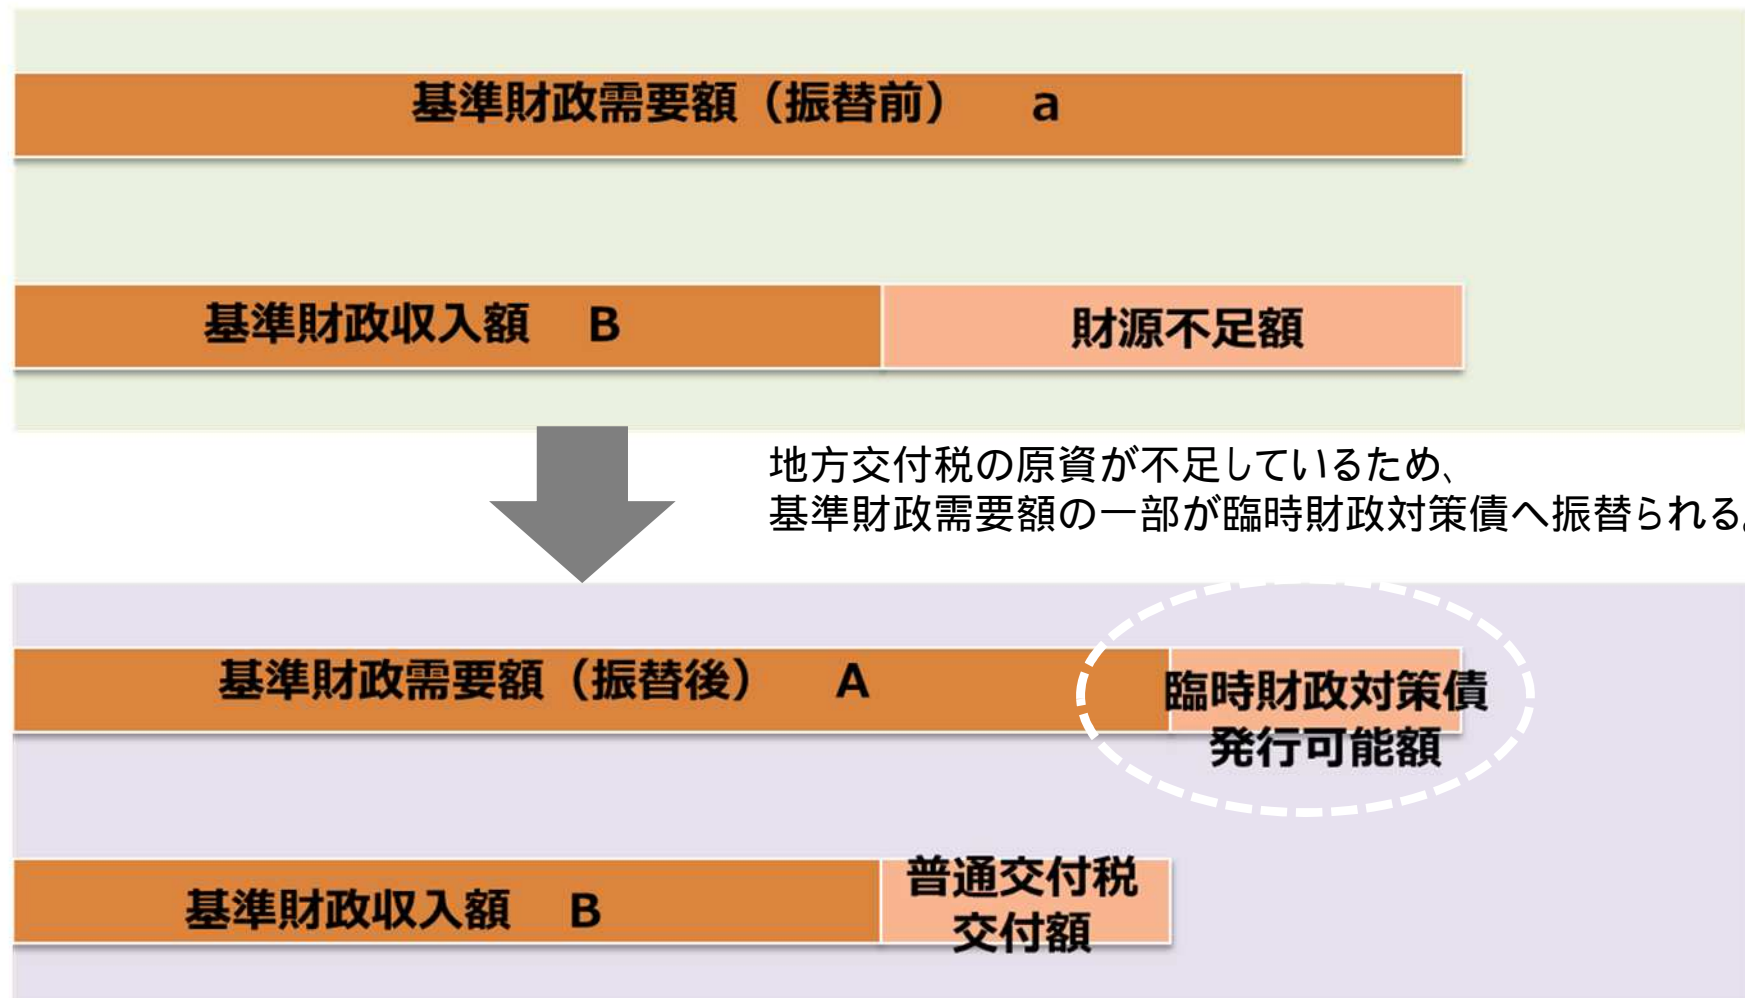 基準財政需要額（振替前）　a
基準財政収入額　B
財源不足額
地方交付税の原資が不足しているため、
基準財政需要額の一部が臨時財政対策債へ振替られる。
基準財政需要額（振替後）　A
臨時財政対策債
発行可能額
基準財政収入額　B
普通交付税
交付額